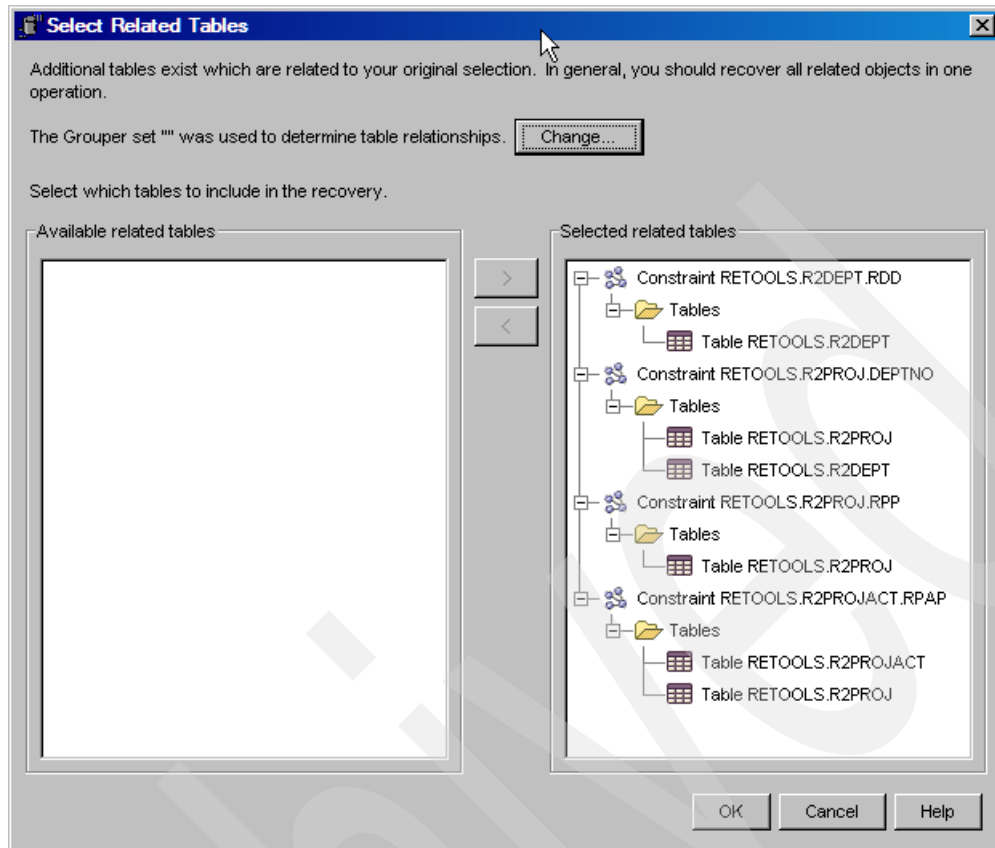 Select Related Tables
Additional tables exist which are related to your original selection. In general, you should recover all related objects in one
operation.
The Grouper set "" was used to determine table relationships.
Change...
Select which tables to include in the recovery.
Available related tables
>
<
Selected related tables
Constraint RETOOLS.R2DEPT.RDD
Tables
Table RETOOLS.R2DEPT
Constraint RETOOLS.R2PROJ.DEPTNO
Tables
Table RETOOLS.R2PROJ
Table RETOOLS.R2DEPT
Constraint RETOOLS.R2PROJ.RPP
Tables
Table RETOOLS.R2PROJ
Constraint RETOOLS.R2PROJACT.RPAP
Tables
Table RETOOLS.R2PROJACT
Table RETOOLS.R2PROJ
OK
Cancel
Help